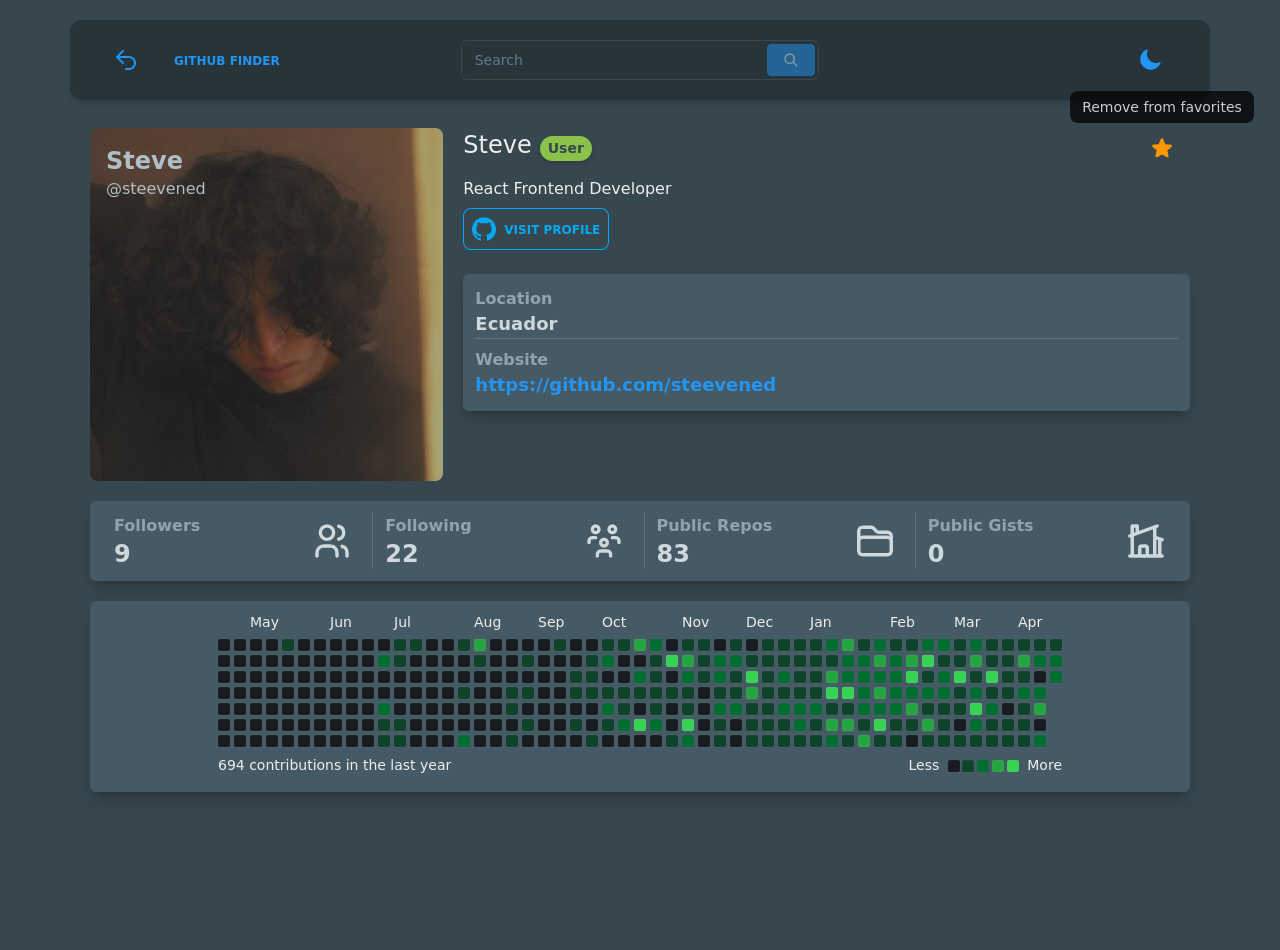 GITHUB FINDER
Search
Remove from favorites
Steve
@steevened
Steve User
React Frontend Developer
VISIT PROFILE
Location
Ecuador
Website
https://github.com/steevened
Followers
9
Following
22
Public Repos
83
Public Gists
0
May Jun Jul Aug Sep Oct Nov Dec Jan Feb Mar Apr
694 contributions in the last year
Less More